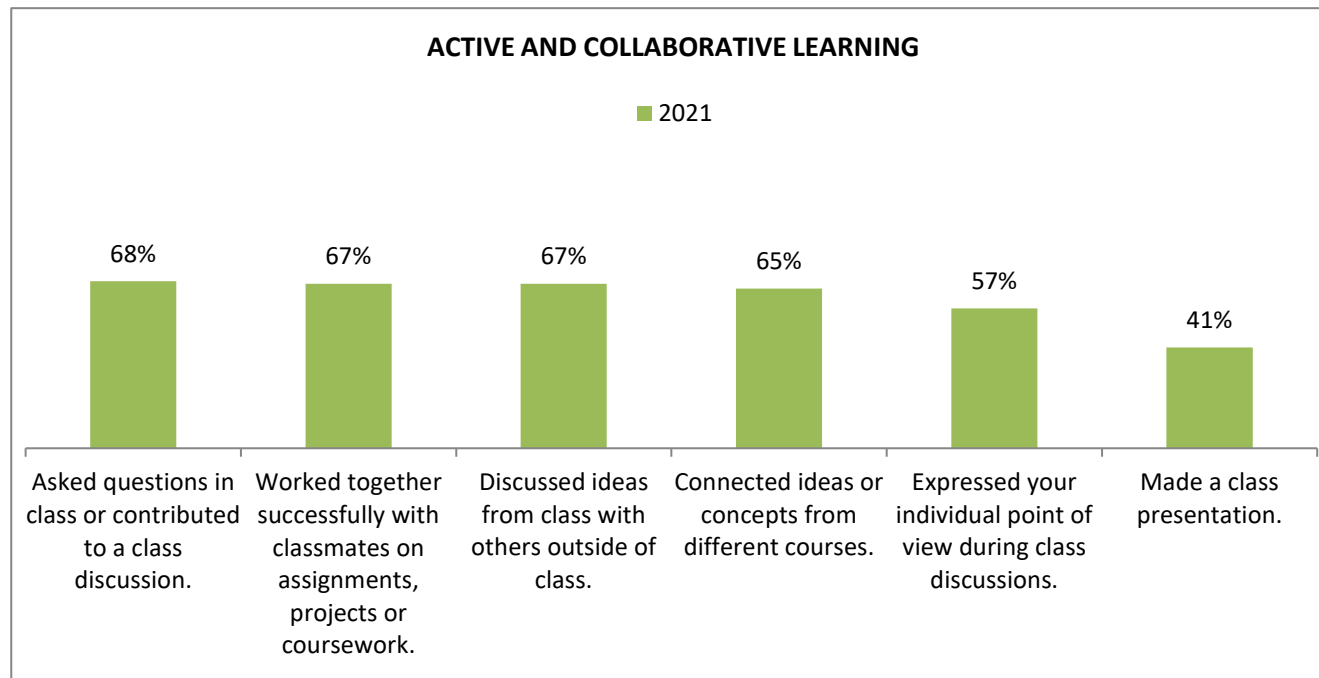 ACTIVE AND COLLABORATIVE LEARNING
2021
68%
67%
67%
65%
57%
41%
Asked questions in
class or contributed
to a class
discussion.
Worked together
successfully with
classmates on
assignments,
projects or
coursework.
Discussed ideas
from class with
others outside of
class.
Connected ideas or
concepts from
different courses.
Expressed your
individual point of
view during class
discussions.
Made a class
presentation.